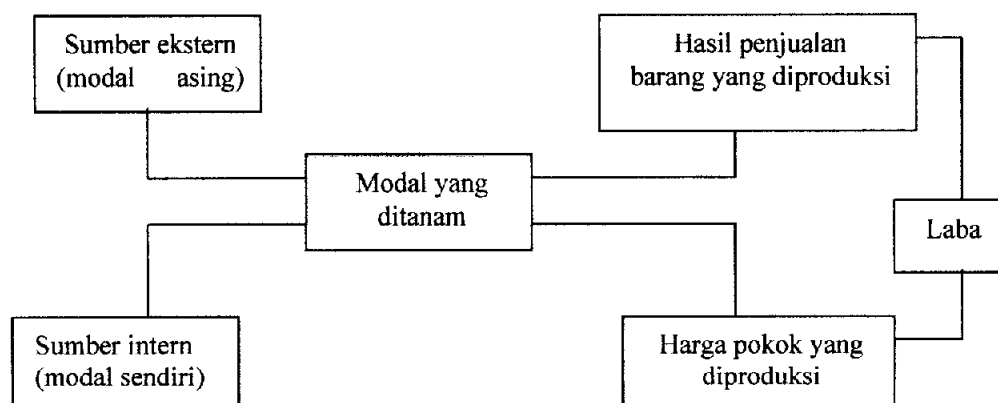 Sumber ekstern
(modal asing)
Hasil penjualan
barang yang diproduksi
Modal yang
ditanam
Laba
Sumber intern
(modal sendiri)
Harga pokok yang
diproduksi